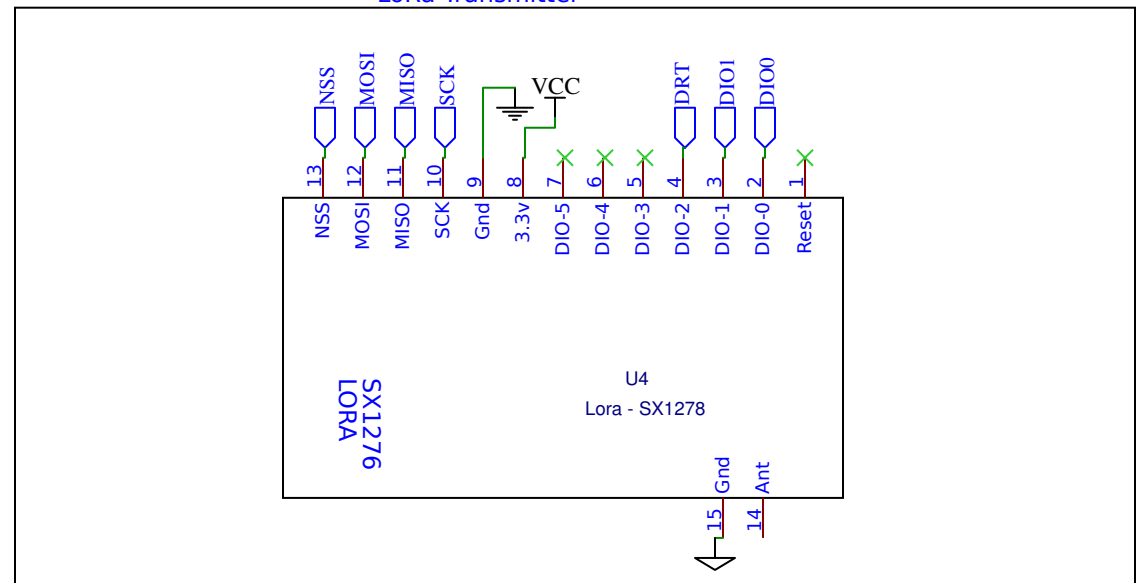 LoRa Transmitter
NSS
MOSI
MISO
SCK
VCC
DRT
DIO1
DIO0
13
12
11
10
9
8
7
6
5
4
3
2
1
NSS
MOSI
MISO
SCK
Gnd
3.3v
DIO-5
DIO-4
DIO-3
DIO-2
DIO-1
DIO-0
Reset
SX1276
LORA
U4
Lora - SX1278
Gnd
Ant
15
14